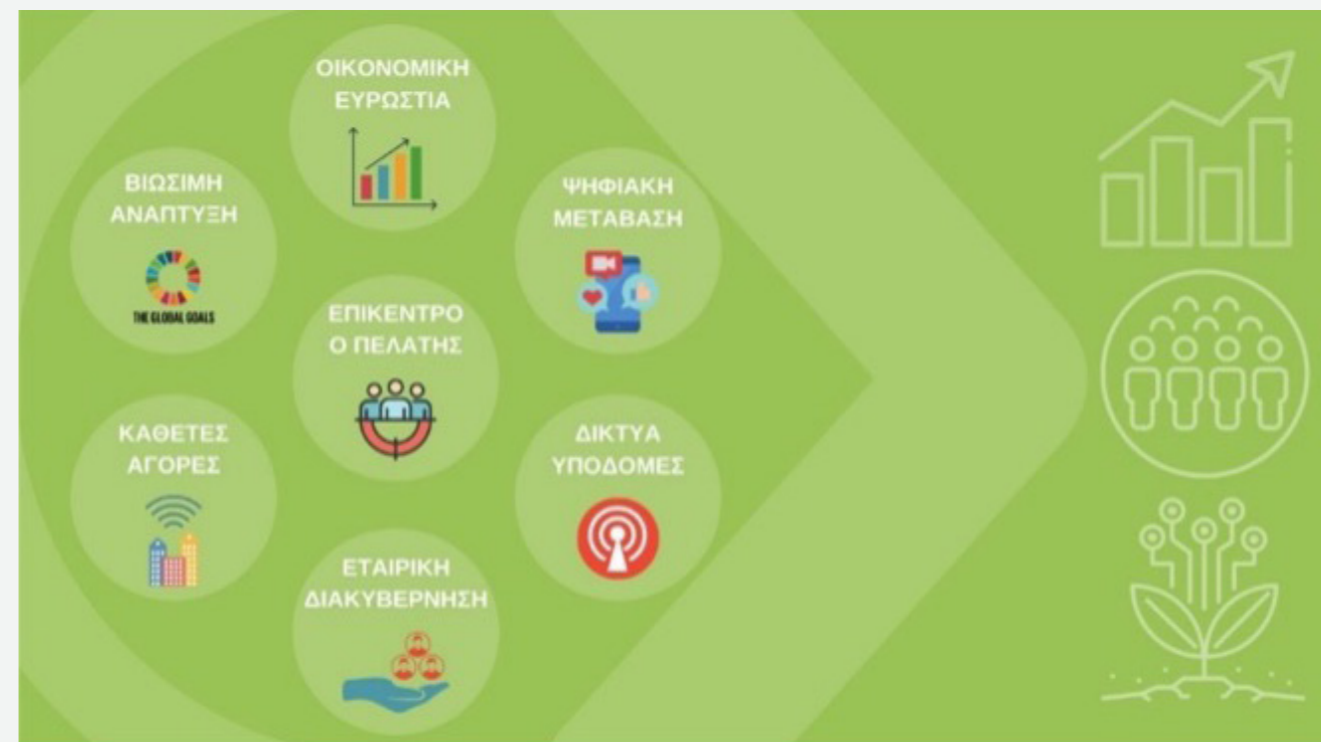 ΟΙΚΟΝΟΜΙΚΗ
ΕΥΡΩΣΤΙΑ
ΒΙΩΣΙΜΗ
ΑΝΑΠΤΥΞΗ
THE GLOBAL GOALS
ΨΗΦΙΑΚΗ
ΜΕΤΑΒΑΣΗ
ΕΠΙΚΕΝΤΡΟ
Ο ΠΕΛΑΤΗΣ
ΚΑΘΕΤΕΣ
ΑΓΟΡΕΣ
ΔΙΚΤΥΑ
ΥΠΟΔΟΜΕΣ
ΕΤΑΙΡΙΚΗ
ΔΙΑΚΥΒΕΡΝΗΣΗ